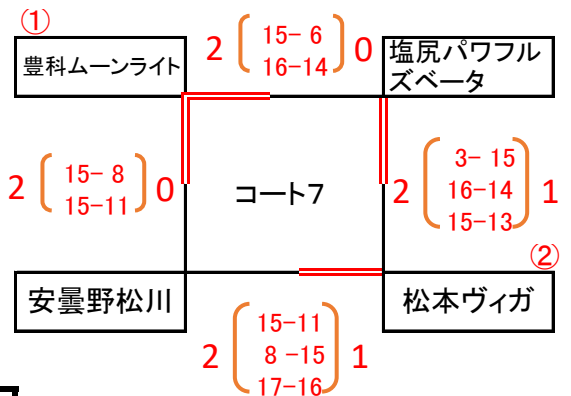 ①
豊科ムーンライト
2 15- 6 0
16-14
塩尻パワフル
ズベータ
2 15- 8 0
15-11
コート7
2 3- 15 1
16-14
15-13
②
安曇野松川
松本ヴィガ
2 15-11 1
8 -15
17-16